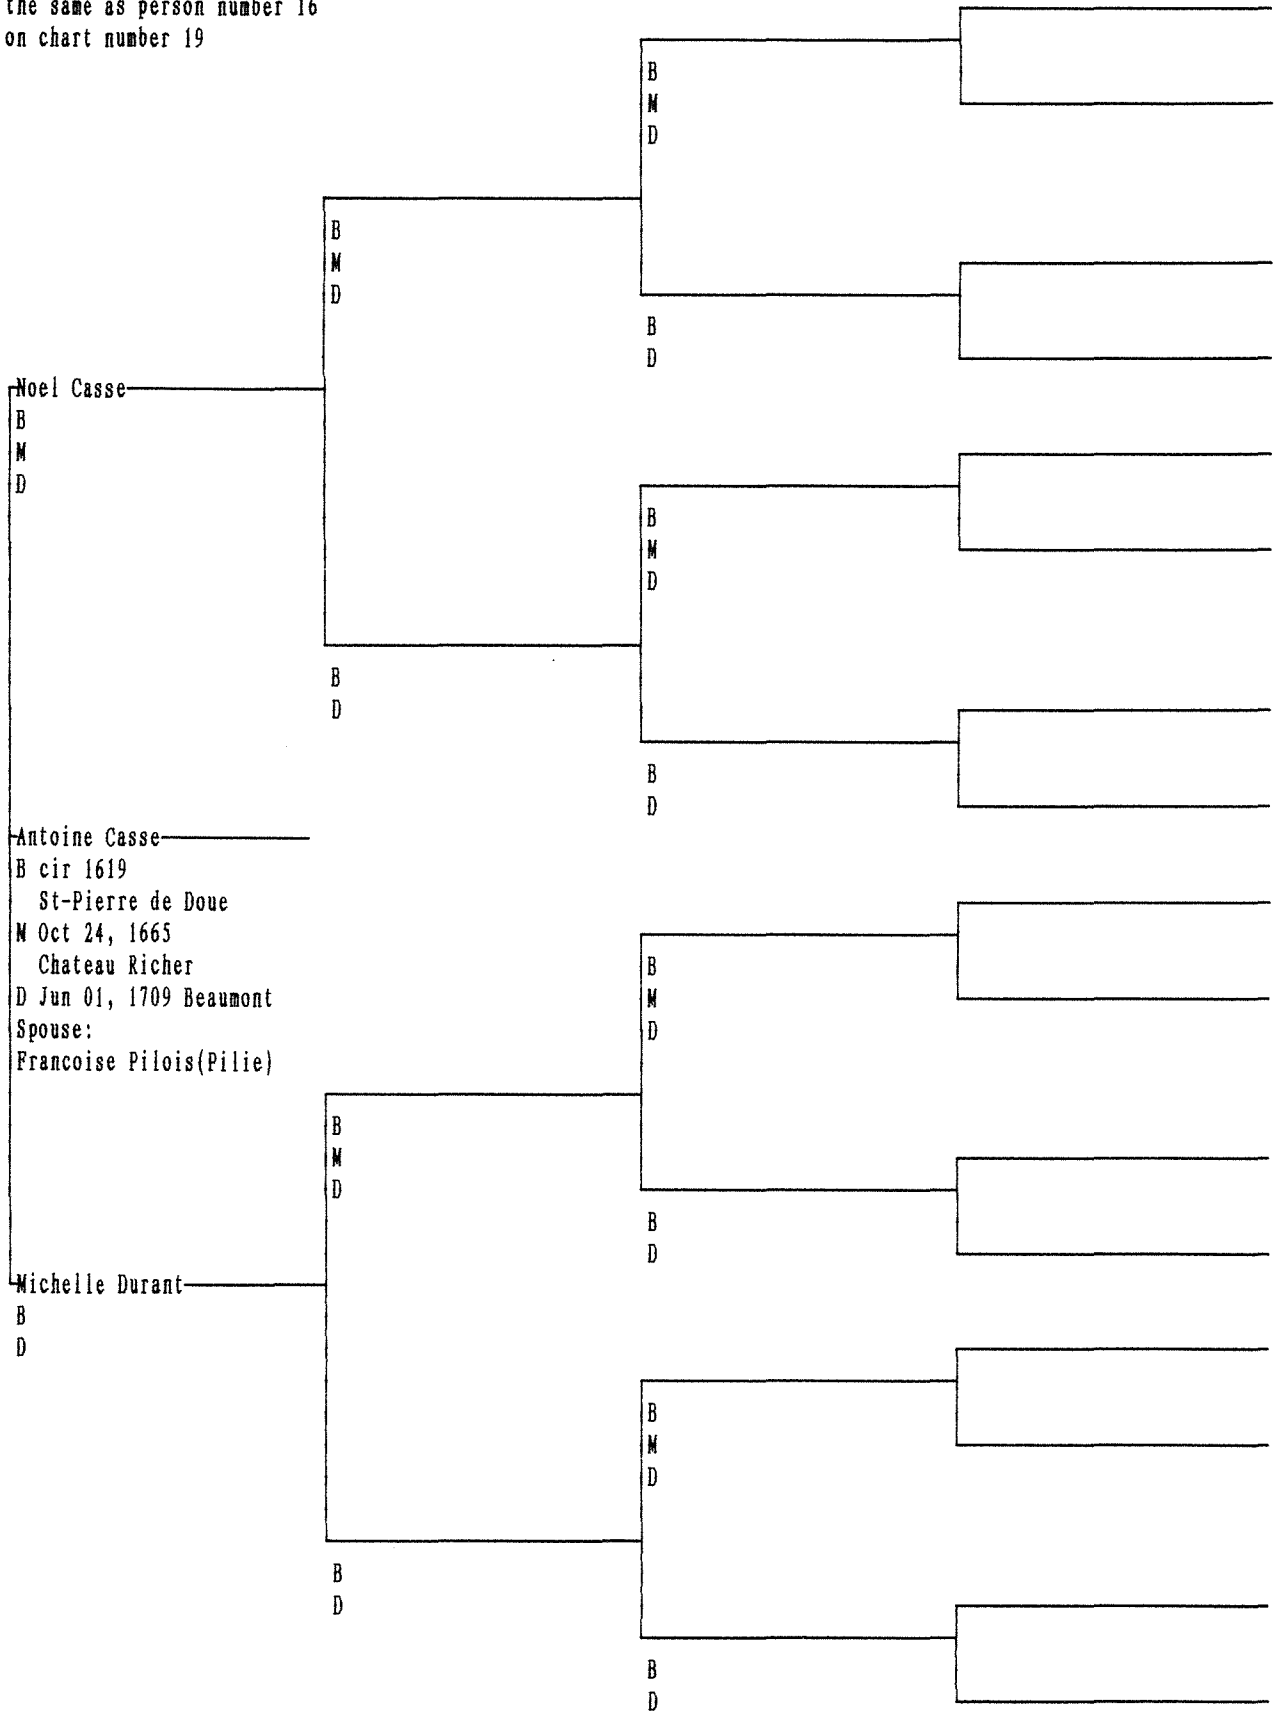 the same as person number 16
on chart number 19
B
M
D
B
M
D
B
D
Noel Casse
B
M
D
B
M
D
B
D
B
D
Antoine Casse
B cir 1619
St-Pierre de Doue
M Oct 24, 1665
Chateau Richer
D Jun 01, 1709 Beaumont
Spouse:
Francoise Pilois(Pilie)
B
M
D
B
M
D
B
D
Michelle Durant
B
D
B
M
D
B
D
B
D